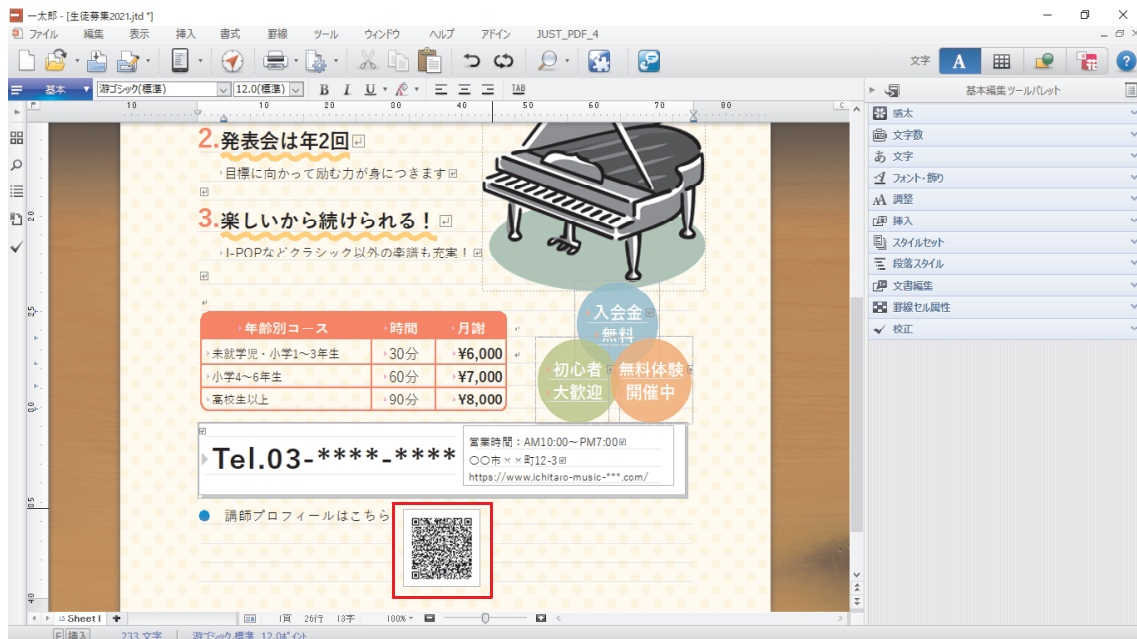 一太郎 - [生徒募集2021.jtd *]
ファイル 編集 表示 挿入 書式 罫線 ツール ウィンドウ ヘルプ アドイン JUST_PDF_4
文字 A
基本 游ゴシック(標準) 12.0(標準) B I U TAB
基本編集 ツールパレット
10 10 20 30 40 50 60 70 80
感太
文字数
文字
フォント・飾り
調整
挿入
スタイルセット
段落スタイル
文書編集
罫線セル属性
校正
2.発表会は年2回
目標に向かって励む力が身につきます
3.楽しいから続けられる！
J-POPなどクラシック以外の楽譜も充実！
入会金
無料
初心者
大歓迎
無料体験
開催中
年齢別コース 時間 月謝
未就学児・小学1～3年生 30分 ¥6,000
小学4～6年生 60分 ¥7,000
高校生以上 90分 ¥8,000
Tel.03-****-****
営業時間：AM10:00～PM7:00
〇〇市××町12-3
https://www.ichitaro-music-***.com/
講師プロフィールはこちら
Sheet1 1頁 26行 13字 100%
挿入 233 文字 游ゴシック 標準 12.0ポイント